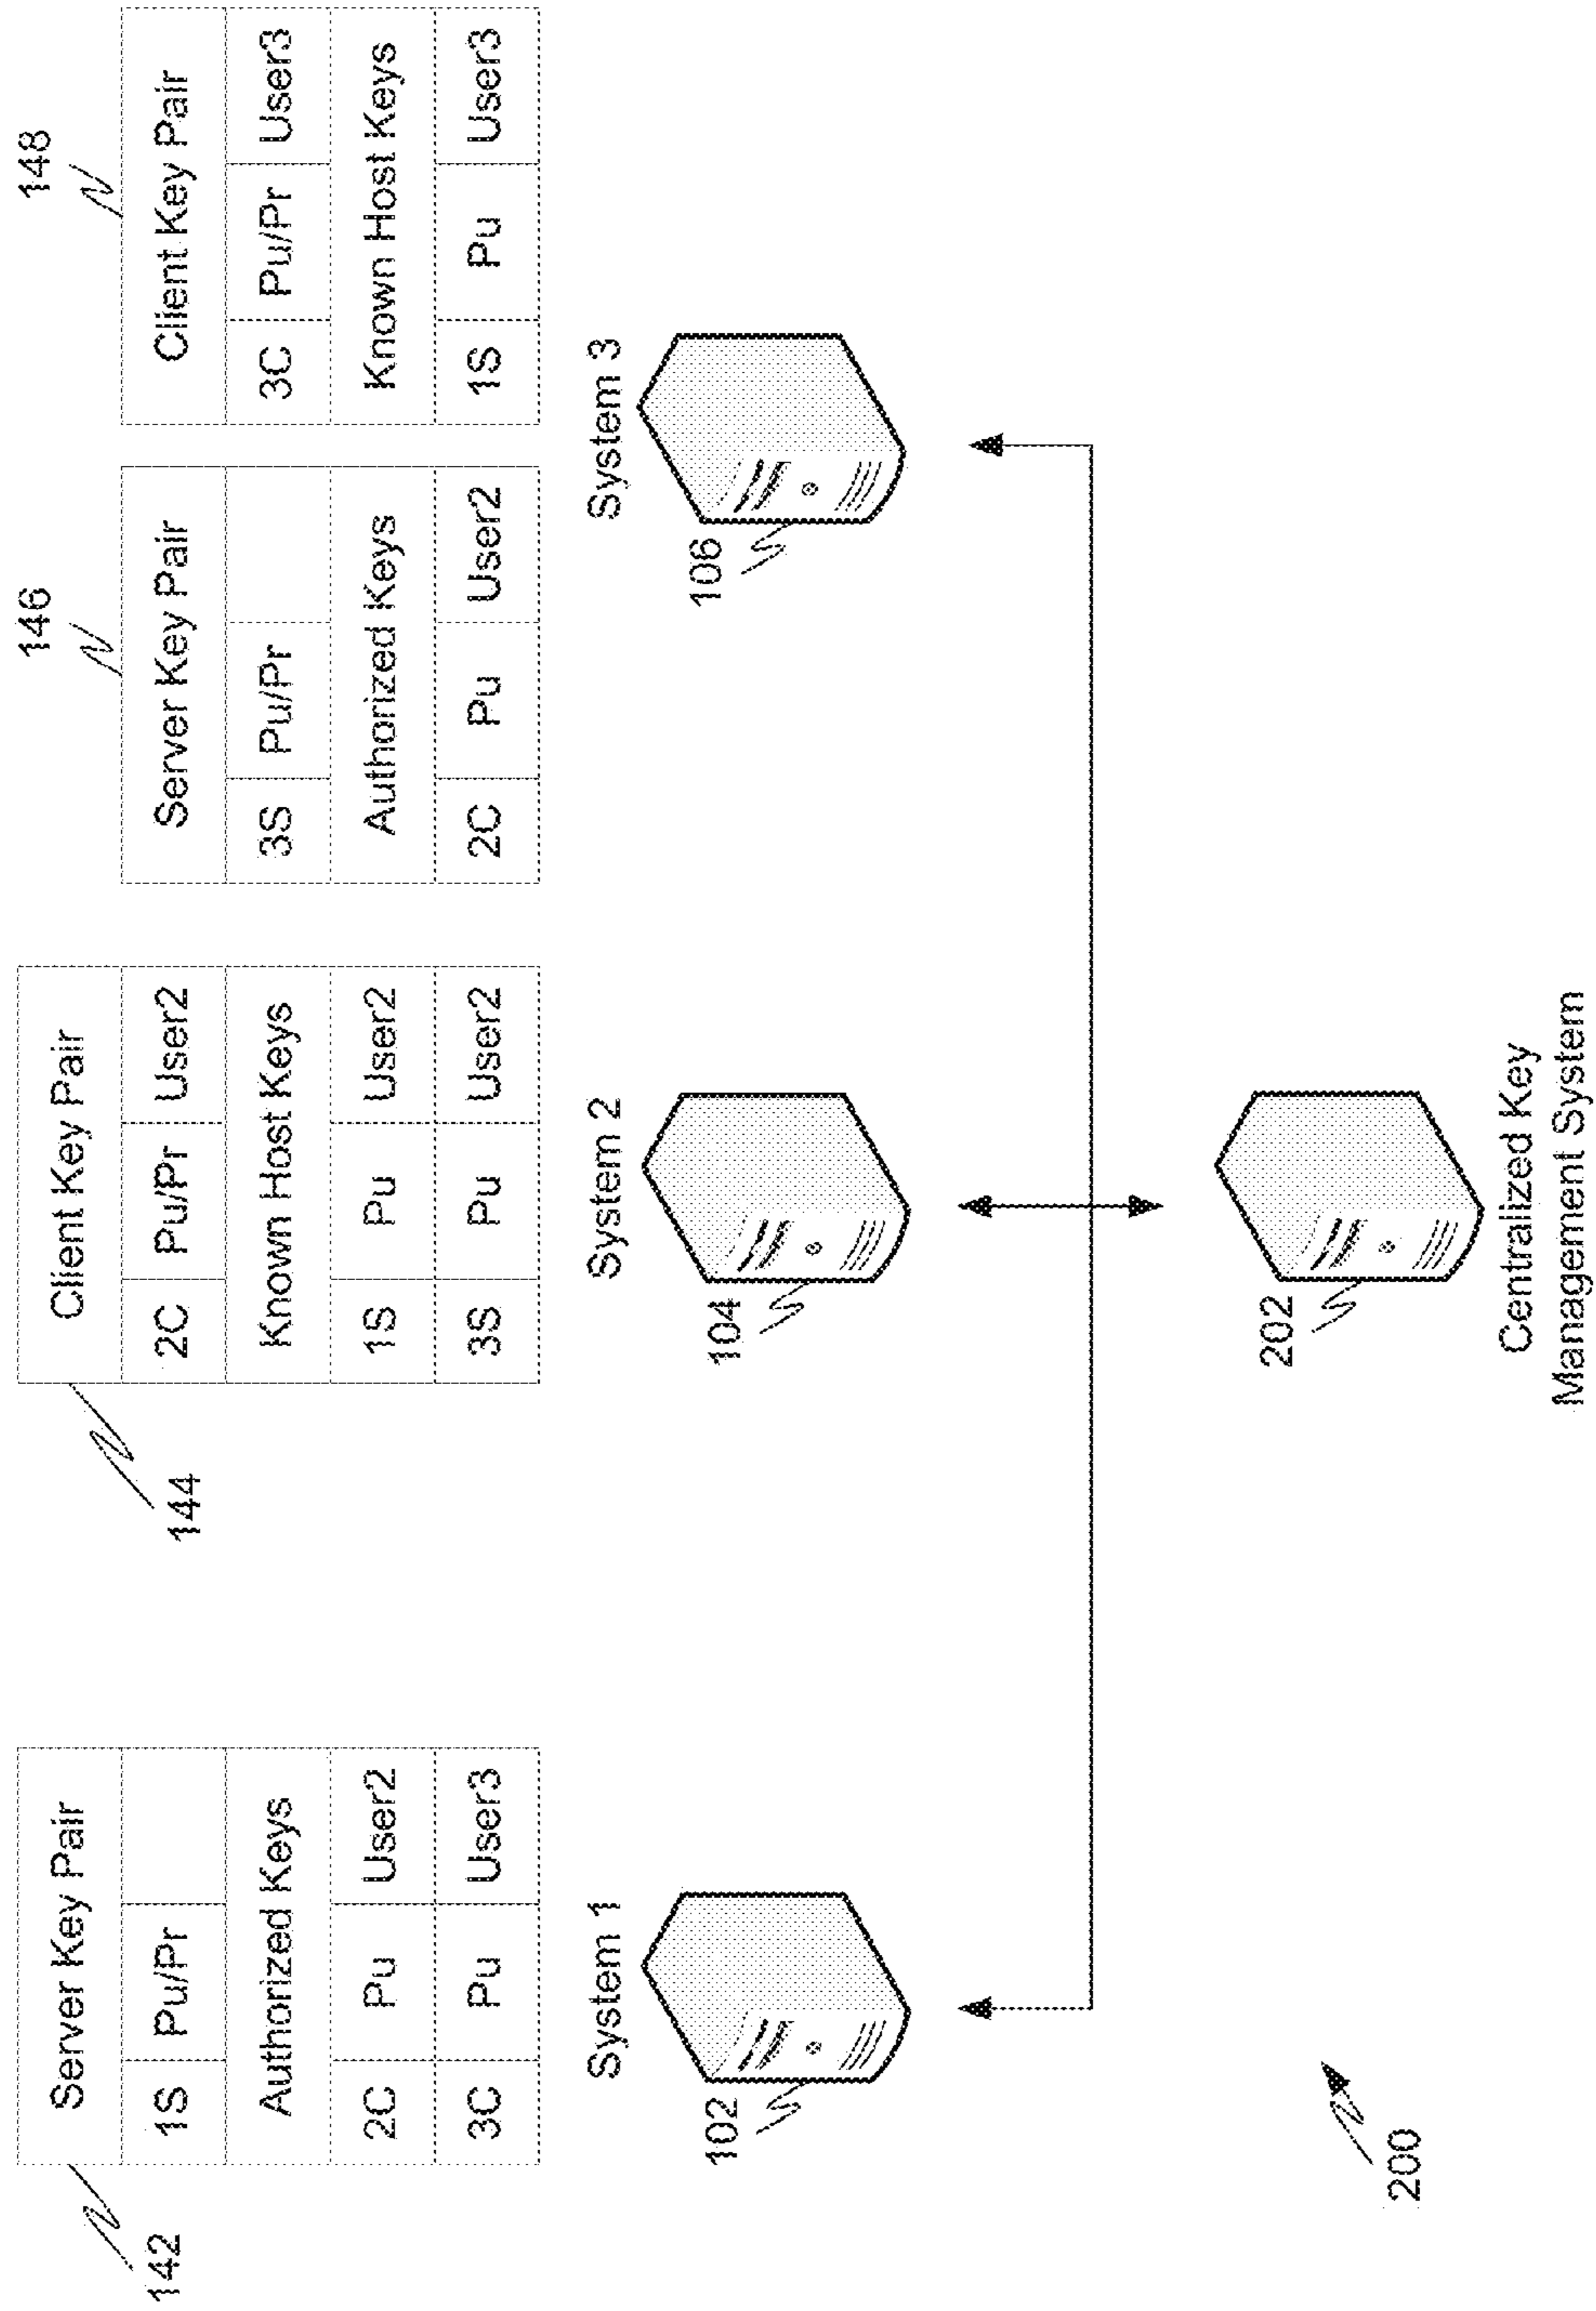 142
Server Key Pair
1S Pu/Pr
Authorized Keys
2C Pu User2
3C Pu User3
144
Client Key Pair
2C Pu/Pr User2
Known Host Keys
1S Pu User2
3S Pu User2
146
Server Key Pair
3S Pu/Pr
Authorized Keys
2C Pu User2
148
Client Key Pair
3C Pu/Pr User3
Known Host Keys
1S Pu User3
System 1
102
System 2
104
System 3
106
202
Centralized Key
Management System
200